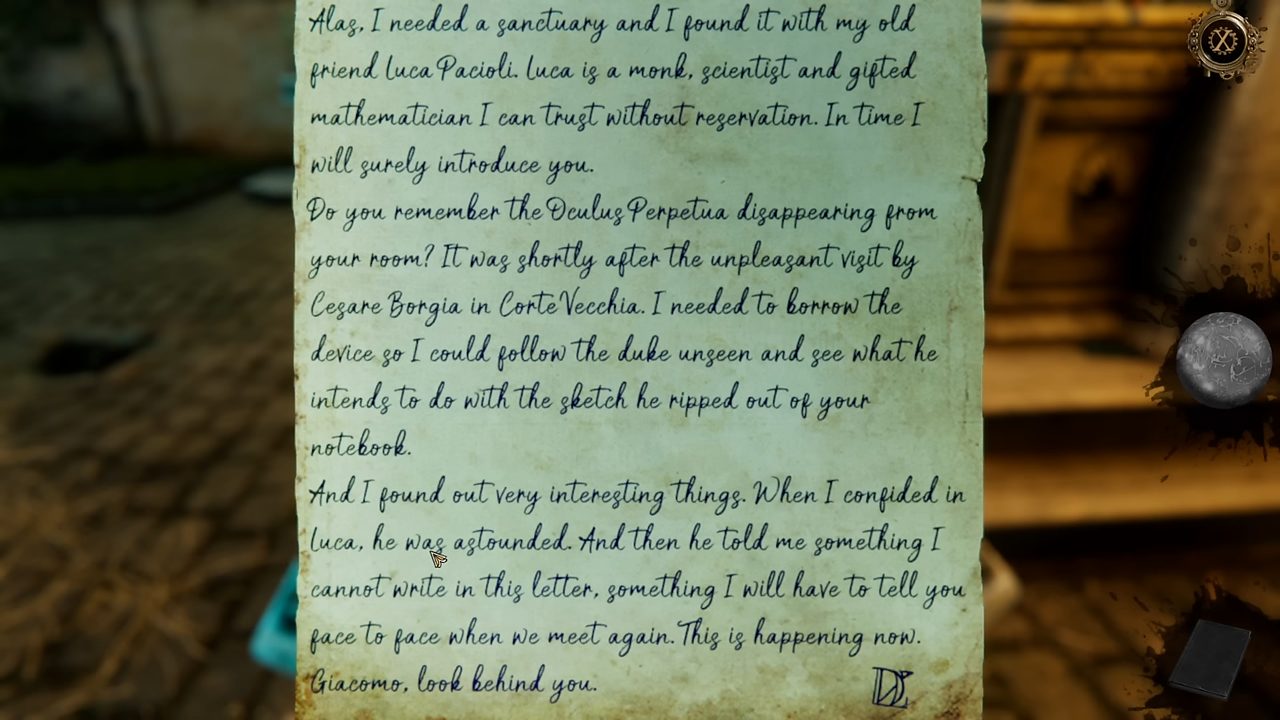 Alas, I needed a sanctuary and I found it with my old
friend Luca Pacioli. Luca is a monk, scientist and gifted
mathematician I can trust without reservation. In time I
will surely introduce you.
Do you remember the Oculus Perpetua disappearing from
your room? It was shortly after the unpleasant visit by
Cesare Borgia in Corte Vecchia. I needed to borrow the
device so I could follow the duke unseen and see what he
intends to do with the sketch he ripped out of your
notebook.
And I found out very interesting things. When I confided in
Luca, he was astounded. And then he told me something I
cannot write in this letter, something I will have to tell you
face to face when we meet again. This is happening now.
Giacomo, look behind you.